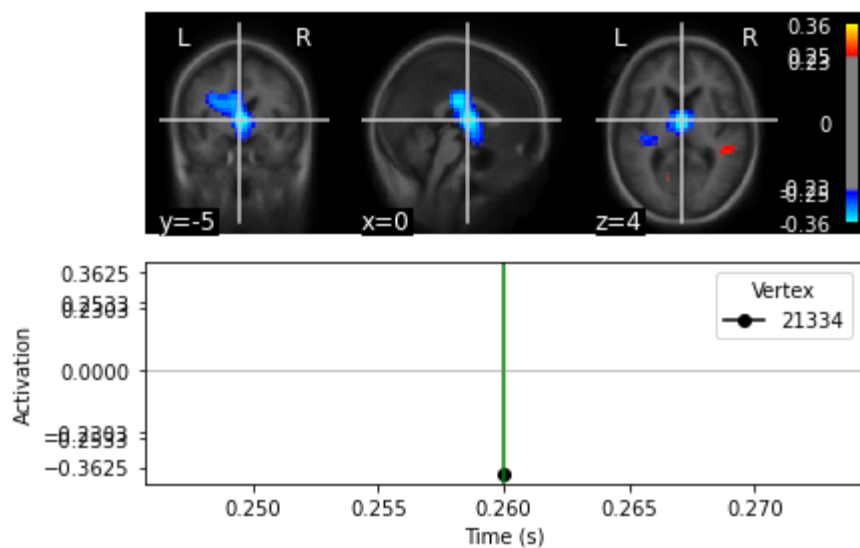 L R
L R
0.36
0.25
0.23
0
-0.23
-0.25
-0.36
y=-5
x=0
z=4
0.3625
0.2533
0.2303
0.0000
−0.2303
−0.2533
−0.3625
Activation
Vertex
21334
0.250 0.255 0.260 0.265 0.270
Time (s)